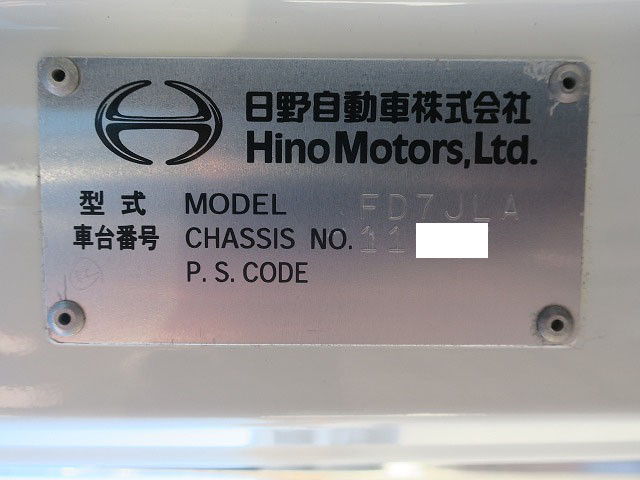 日野自動車株式会社
Hino Motors, Ltd.
型式 MODEL FD7JLA
車台番号 CHASSIS NO. 11
P. S. CODE